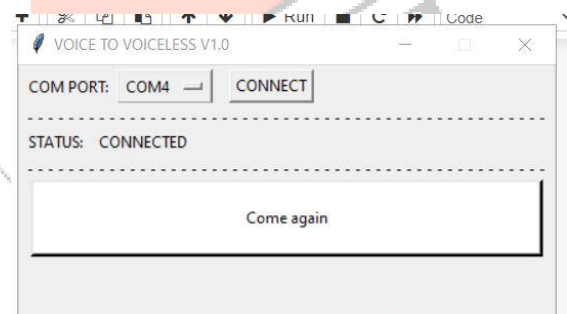 Run Code
VOICE TO VOICELESS V1.0
COM PORT: COM4 CONNECT
STATUS: CONNECTED
Come again